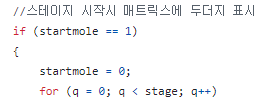 //스테이지 시작시 매트릭스에 두더지 표시
if (startmole == 1)
{
startmole = 0;
for (q = 0; q < stage; q++)